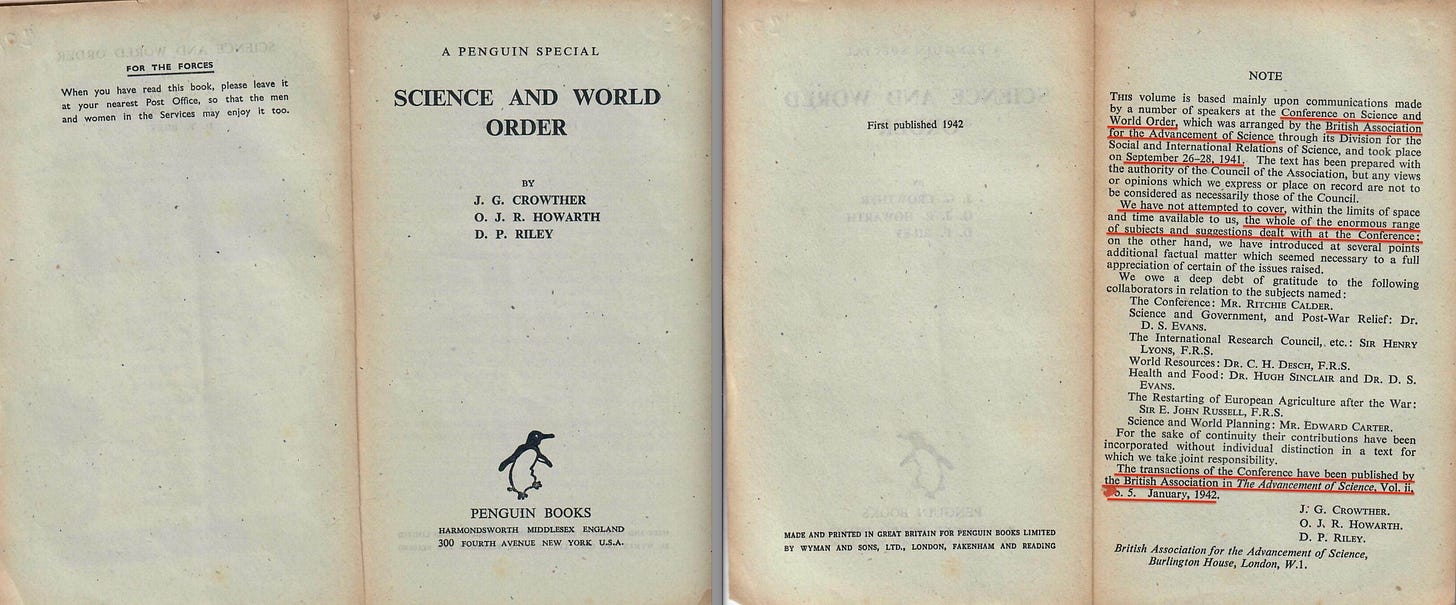 FOR THE FORCES
When you have read this book, please leave it
at your nearest Post Office, so that the men
and women in the Services may enjoy it too.
A PENGUIN SPECIAL
SCIENCE AND WORLD
ORDER
BY
J. G. CROWTHER
O. J. R. HOWARTH
D. P. RILEY
PENGUIN BOOKS
HARMONDSWORTH MIDDLESEX ENGLAND
300 FOURTH AVENUE NEW YORK U.S.A.
First published 1942
MADE AND PRINTED IN GREAT BRITAIN FOR PENGUIN BOOKS LIMITED
BY WYMAN AND SONS, LTD., LONDON, FAKENHAM AND READING
NOTE
THIS volume is based mainly upon communications made
by a number of speakers at the Conference on Science and
World Order, which was arranged by the British Association
for the Advancement of Science through its Division for the
Social and International Relations of Science, and took place
on September 26–28, 1941. The text has been prepared with
the authority of the Council of the Association, but any views
or opinions which we express or place on record are not to
be considered as necessarily those of the Council.
We have not attempted to cover, within the limits of space
and time available to us, the whole of the enormous range
of subjects and suggestions dealt with at the Conference;
on the other hand, we have introduced at several points
additional factual matter which seemed necessary to a full
appreciation of certain of the issues raised.
We owe a deep debt of gratitude to the following
collaborators in relation to the subjects named:
The Conference: MR. RITCHIE CALDER.
Science and Government, and Post-War Relief: Dr.
D. S. EVANS.
The International Research Council, etc.: SIR HENRY
LYONS, F.R.S.
World Resources: DR. C. H. DESCH, F.R.S.
Health and Food: DR. HUGH SINCLAIR and DR. D. S.
EVANS.
The Restarting of European Agriculture after the War:
SIR E. JOHN RUSSELL, F.R.S.
Science and World Planning: MR. EDWARD CARTER.
For the sake of continuity their contributions have been
incorporated without individual distinction in a text for
which we take joint responsibility.
The transactions of the Conference have been published by
the British Association in The Advancement of Science, Vol. ii,
5. January, 1942.
J. G. CROWTHER.
O. J. R. HOWARTH.
D. P. RILEY.
British Association for the Advancement of Science,
Burlington House, London, W.1.